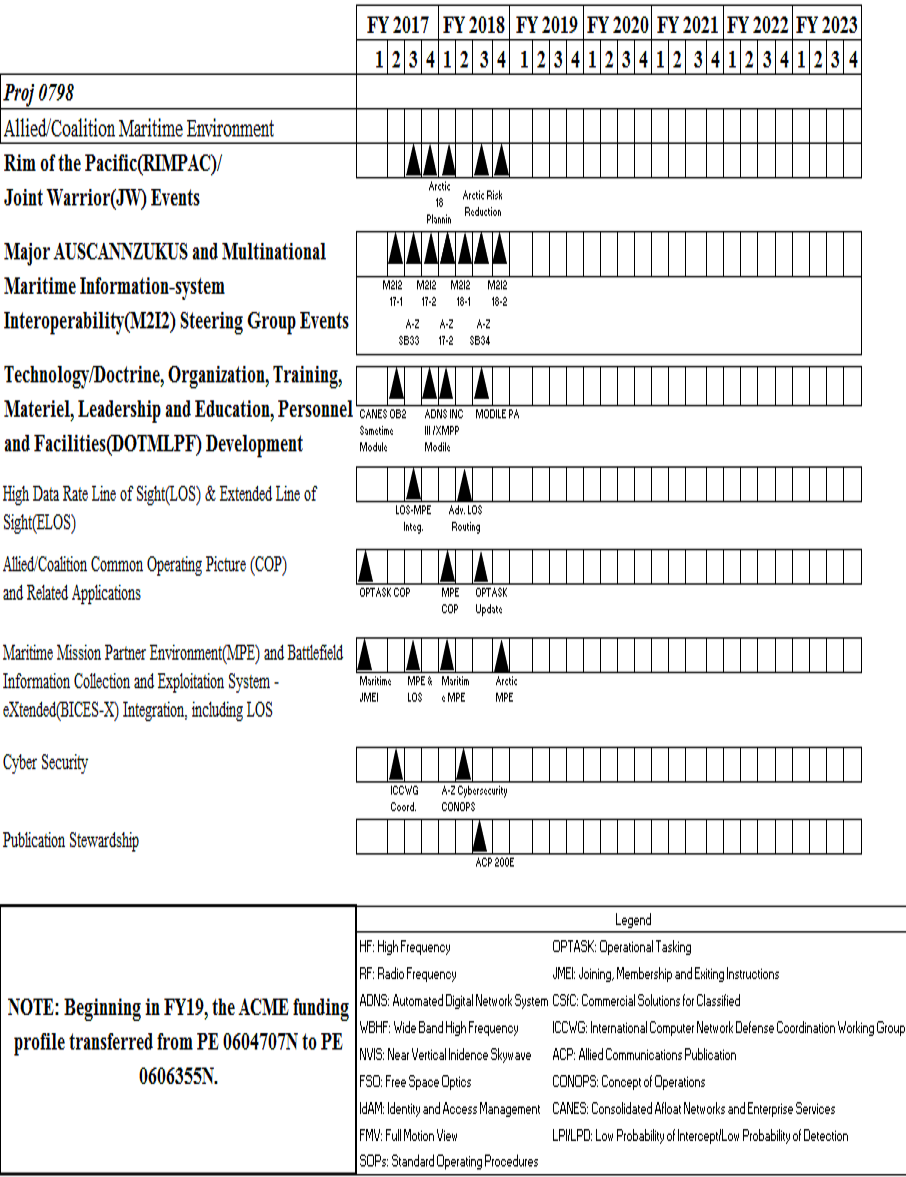 FY 2017 FY 2018 FY 2019 FY 2020 FY 2021 FY 2022 FY 2023
1 2 3 4 1 2 3 4 1 2 3 4 1 2 3 4 1 2 3 4 1 2 3 4 1 2 3 4
Proj 0798
Allied/Coalition Maritime Environment
Rim of the Pacific(RIMPAC)/
Joint Warrior(JW) Events
Arctic
18
Plannin
Arctic Risk
Reduction
Major AUSCANNZUKUS and Multinational
Maritime Information-system
Interoperability(M2I2) Steering Group Events
M2I2 M2I2 M2I2 M2I2
17-1 17-2 18-1 18-2
A-Z A-Z A-Z
SB33 17-2 SB34
Technology/Doctrine, Organization, Training,
Materiel, Leadership and Education, Personnel
and Facilities(DOTMLPF) Development
CANES OB2
Sametime
Module
ADNS INC
III /XMPP
Modile
MODILE PA
High Data Rate Line of Sight(LOS) & Extended Line of
Sight(ELOS)
LOS-MPE
Integ.
Adv. LOS
Routing
Allied/Coalition Common Operating Picture (COP)
and Related Applications
OPTASK COP
MPE
COP
OPTASK
Update
Maritime Mission Partner Environment(MPE) and Battlefield
Information Collection and Exploitation System -
eXtended(BICES-X) Integration, including LOS
Maritime
JMEI
MPE &
LOS
Maritim
e MPE
Arctic
MPE
Cyber Security
ICCWG
Coord.
A-Z Cybersecurity
CONOPS
Publication Stewardship
ACP 200E
NOTE: Beginning in FY19, the ACME funding
profile transferred from PE 0604707N to PE
0606355N.
Legend
HF: High Frequency OPTASK: Operational Tasking
RF: Radio Frequency JMEI: Joining, Membership and Exiting Instructions
ADNS: Automated Digital Network System CSfC: Commercial Solutions for Classified
WBHF: Wide Band High Frequency ICCWG: International Computer Network Defense Coordination Working Group
NVIS: Near Vertical Inidence Skywave ACP: Allied Communications Publication
FSO: Free Space Optics CONOPS: Concept of Operations
IdAM: Identity and Access Management CANES: Consolidated Afloat Networks and Enterprise Services
FMV: Full Motion View LPI/LPD: Low Probability of Intercept/Low Probability of Detection
SOPs: Standard Operating Procedures